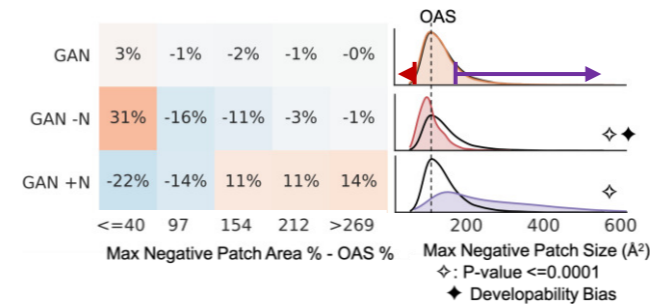 OAS
GAN 3% -1% -2% -1% -0%
GAN -N 31% -16% -11% -3% -1%
GAN +N -22% -14% 11% 11% 14%
<=40 97 154 212 >269 200 400 600
Max Negative Patch Area % - OAS % Max Negative Patch Size (Å²)
✧: P-value <=0.0001
✦ Developability Bias